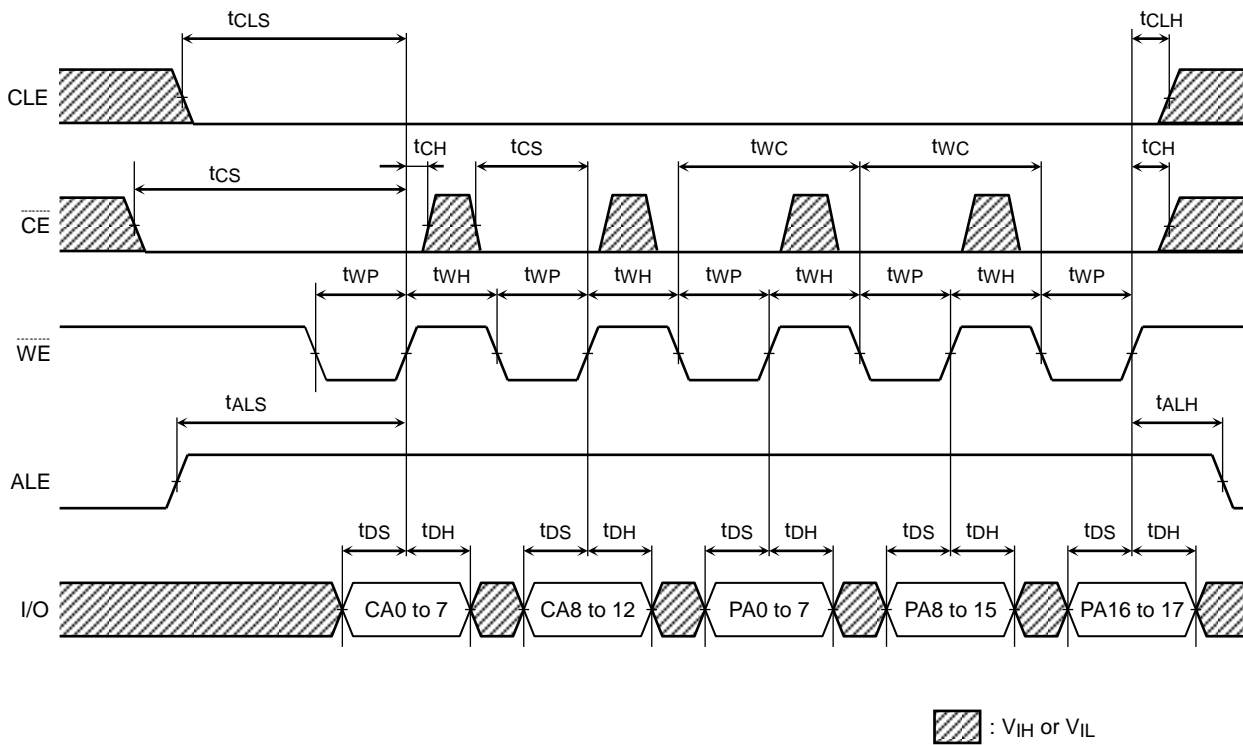 tCLS tCLH
CLE
tCH tCS tWC tWC tCH
tCS
CE
tWP tWH tWP tWH tWP tWH tWP tWH tWP
WE
tALS tALH
ALE
tDS tDH tDS tDH tDS tDH tDS tDH tDS tDH
I/O CA0 to 7 CA8 to 12 PA0 to 7 PA8 to 15 PA16 to 17
: VIH or VIL